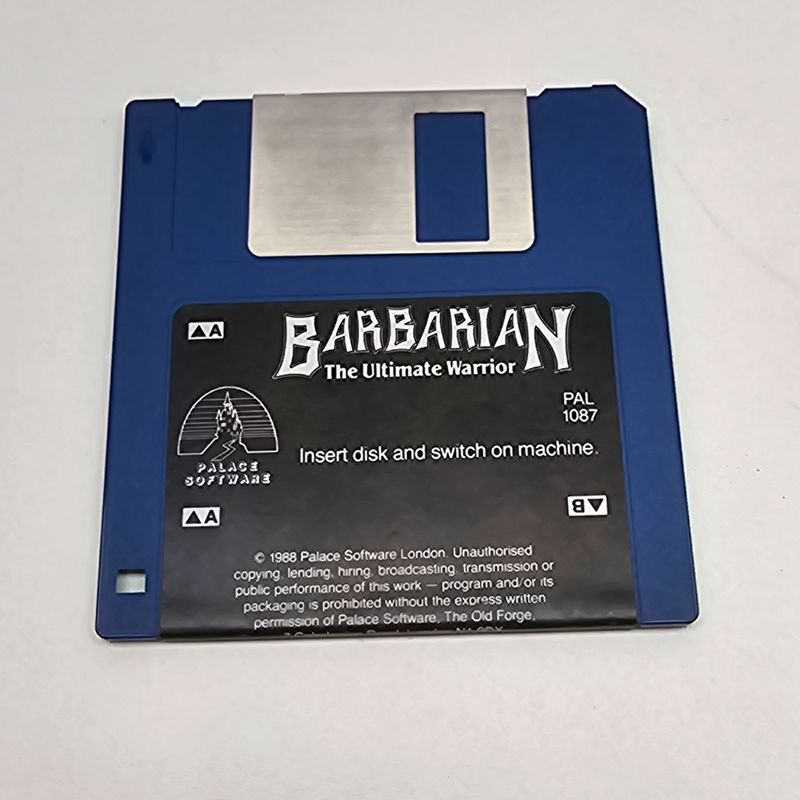 ▲A
BARBARIAN
The Ultimate Warrior
PAL
1087
Insert disk and switch on machine.
PALACE
SOFTWARE
▲A
▲B
© 1988 Palace Software London. Unauthorised
copying, lending, hiring, broadcasting, transmission or
public performance of this work — program and/or its
packaging is prohibited without the express written
permission of Palace Software, The Old Forge,